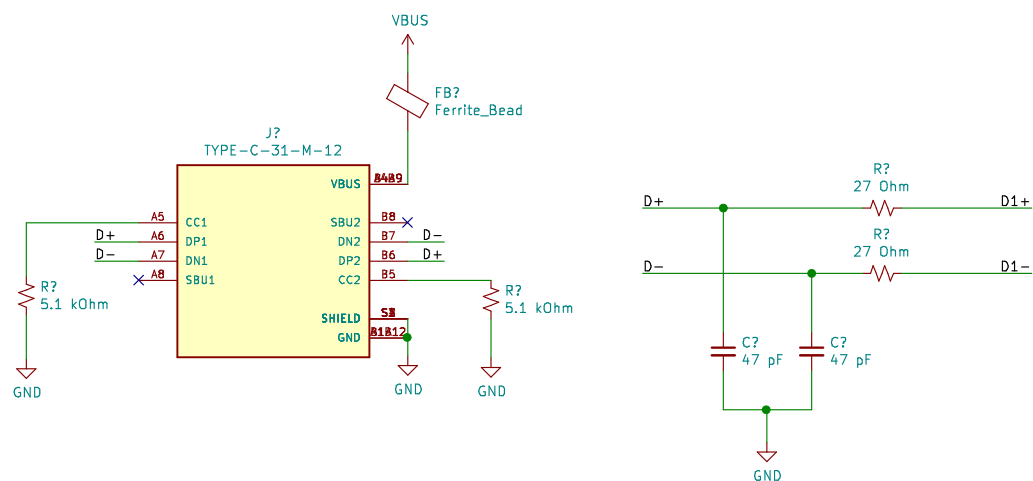 VBUS
FB?
Ferrite_Bead
J?
TYPE-C-31-M-12
VBUS
A5 CC1
SBU2 B8
D+ A6 DP1
DN2 B7 D-
D- A7 DN1
DP2 B6 D+
A8 SBU1
CC2 B5
R?
5.1 kOhm
R?
5.1 kOhm
SHIELD
GND
GND
GND
GND
R?
27 Ohm
D+ D1+
R?
27 Ohm
D- D1-
C?
47 pF
C?
47 pF
GND